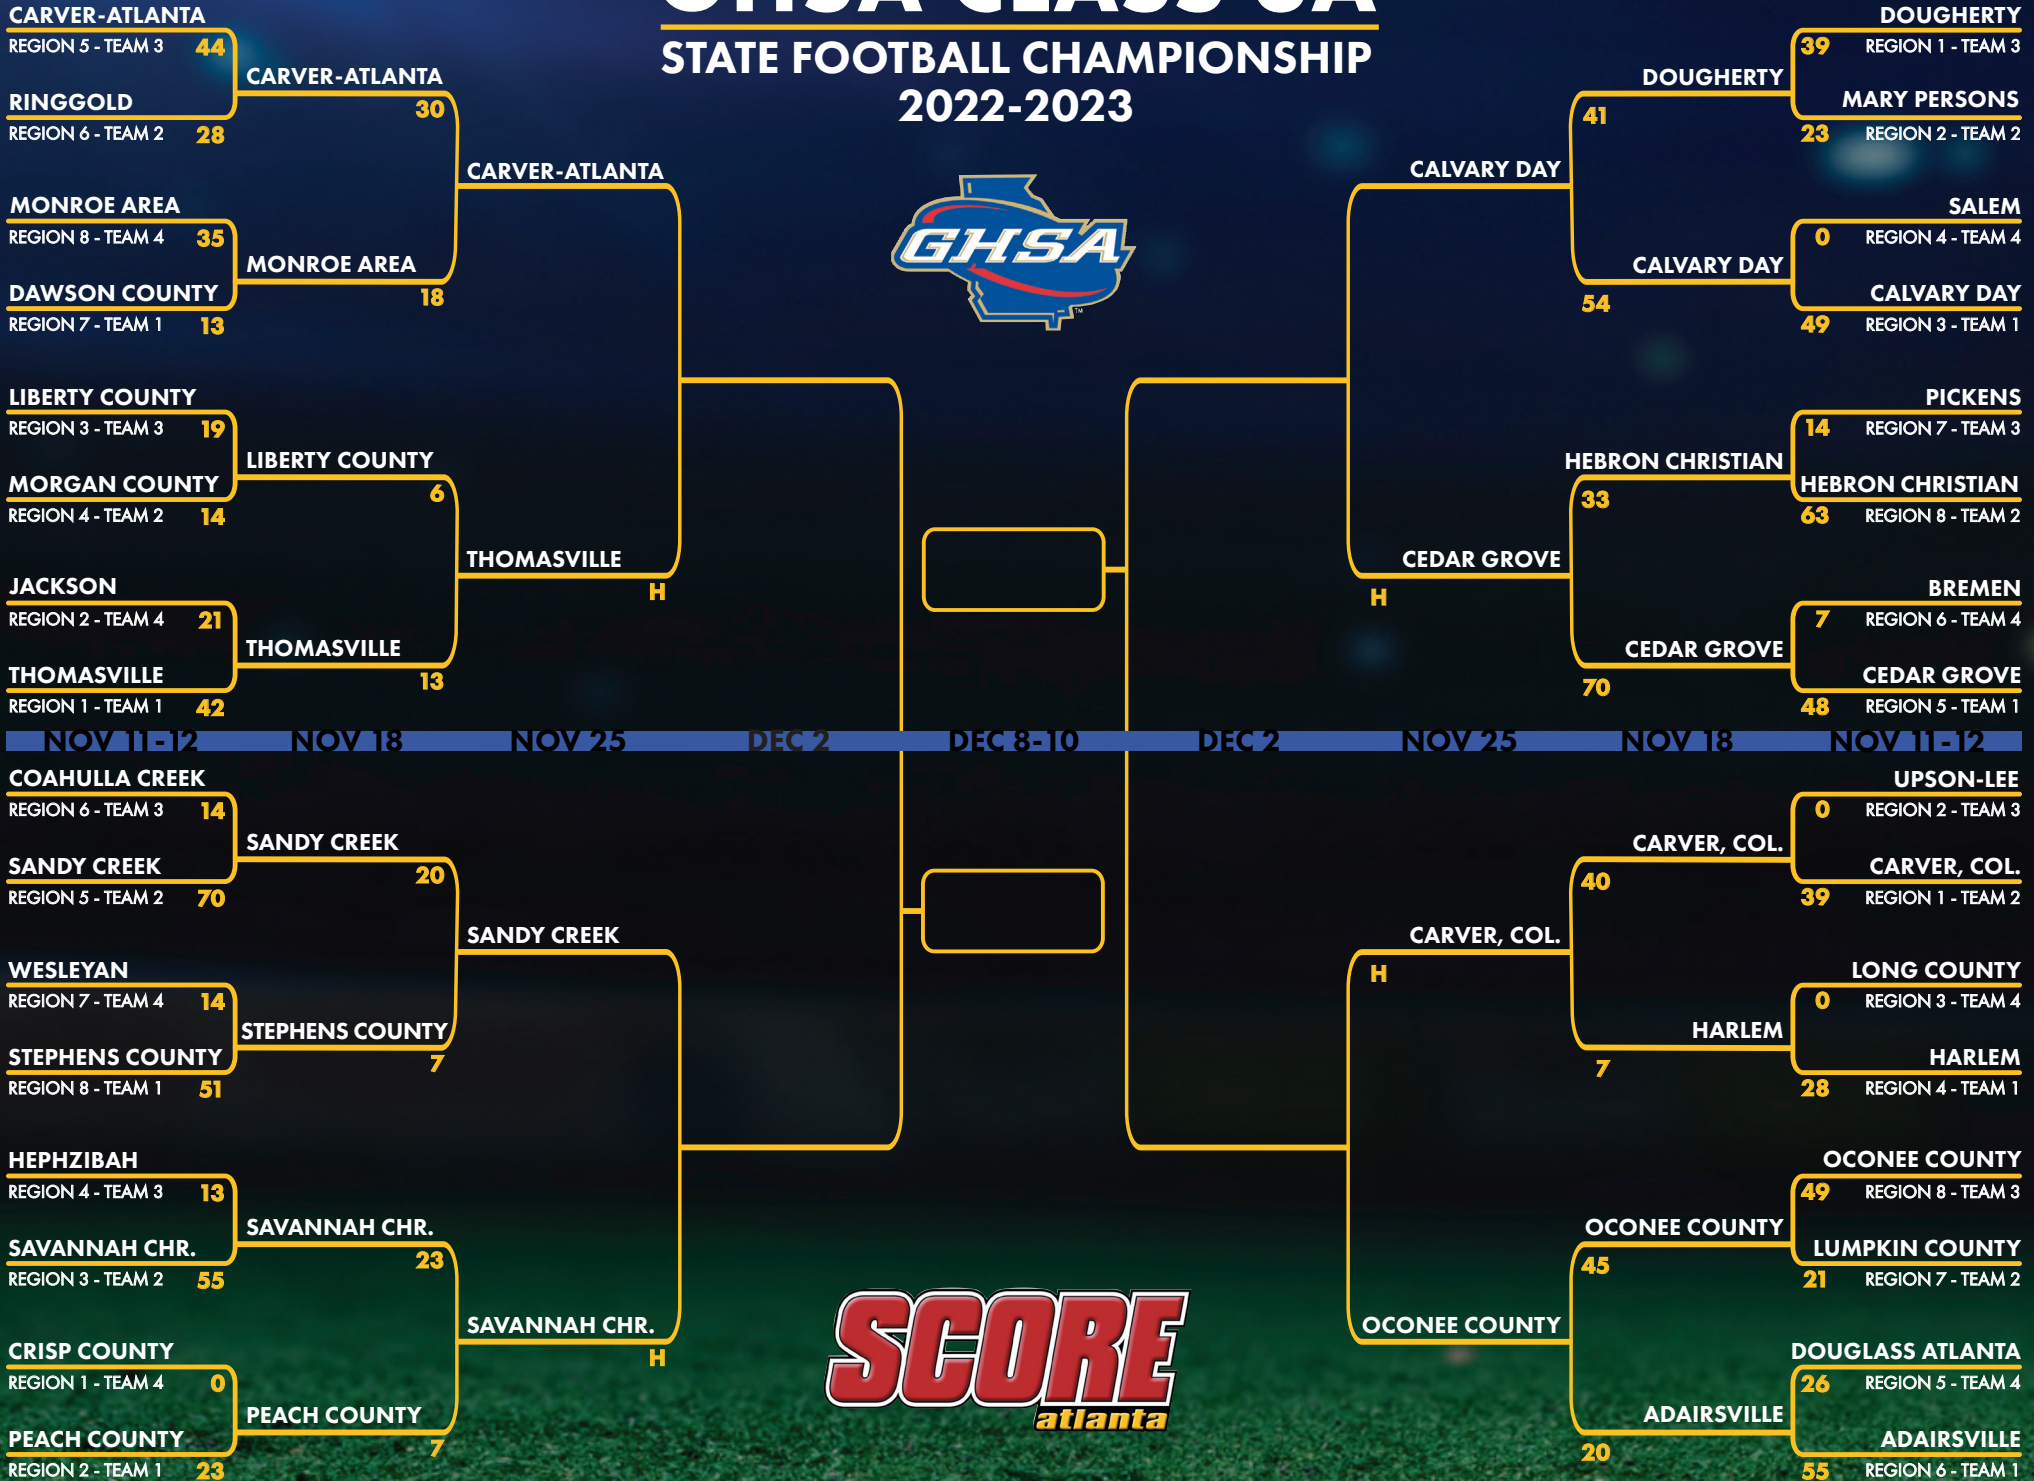 GHSA CLASS 3A
STATE FOOTBALL CHAMPIONSHIP
2022-2023
GHSA
TM
CARVER-ATLANTA
REGION 5 - TEAM 3 44
RINGGOLD
REGION 6 - TEAM 2 28
MONROE AREA
REGION 8 - TEAM 4 35
DAWSON COUNTY
REGION 7 - TEAM 1 13
LIBERTY COUNTY
REGION 3 - TEAM 3 19
MORGAN COUNTY
REGION 4 - TEAM 2 14
JACKSON
REGION 2 - TEAM 4 21
THOMASVILLE
REGION 1 - TEAM 1 42
CARVER-ATLANTA
30
MONROE AREA
18
LIBERTY COUNTY
6
THOMASVILLE
13
CARVER-ATLANTA
THOMASVILLE
H
CALVARY DAY
CEDAR GROVE
H
DOUGHERTY
41
CALVARY DAY
54
HEBRON CHRISTIAN
33
CEDAR GROVE
70
DOUGHERTY
39 REGION 1 - TEAM 3
MARY PERSONS
23 REGION 2 - TEAM 2
SALEM
0 REGION 4 - TEAM 4
CALVARY DAY
49 REGION 3 - TEAM 1
PICKENS
14 REGION 7 - TEAM 3
HEBRON CHRISTIAN
63 REGION 8 - TEAM 2
BREMEN
7 REGION 6 - TEAM 4
CEDAR GROVE
48 REGION 5 - TEAM 1
NOV 11-12 NOV 18 NOV 25 DEC 2 DEC 8-10 DEC 2 NOV 25 NOV 18 NOV 11-12
COAHULLA CREEK
REGION 6 - TEAM 3 14
SANDY CREEK
REGION 5 - TEAM 2 70
WESLEYAN
REGION 7 - TEAM 4 14
STEPHENS COUNTY
REGION 8 - TEAM 1 51
HEPHZIBAH
REGION 4 - TEAM 3 13
SAVANNAH CHR.
REGION 3 - TEAM 2 55
CRISP COUNTY
REGION 1 - TEAM 4 0
PEACH COUNTY
REGION 2 - TEAM 1 23
SANDY CREEK
20
STEPHENS COUNTY
7
SAVANNAH CHR.
23
PEACH COUNTY
7
SANDY CREEK
SAVANNAH CHR.
H
CARVER, COL.
H
OCONEE COUNTY
CARVER, COL.
40
HARLEM
7
OCONEE COUNTY
45
ADAIRSVILLE
20
UPSON-LEE
0 REGION 2 - TEAM 3
CARVER, COL.
39 REGION 1 - TEAM 2
LONG COUNTY
0 REGION 3 - TEAM 4
HARLEM
28 REGION 4 - TEAM 1
OCONEE COUNTY
49 REGION 8 - TEAM 3
LUMPKIN COUNTY
21 REGION 7 - TEAM 2
DOUGLASS ATLANTA
26 REGION 5 - TEAM 4
ADAIRSVILLE
55 REGION 6 - TEAM 1
SCORE
atlanta